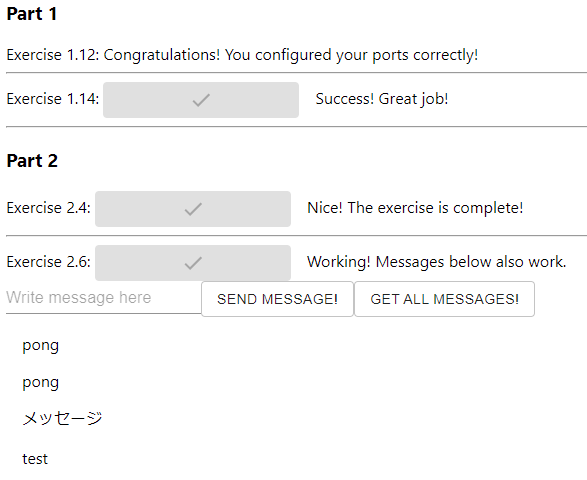 Part 1
Exercise 1.12: Congratulations! You configured your ports correctly!
Exercise 1.14: Success! Great job!
Part 2
Exercise 2.4: Nice! The exercise is complete!
Exercise 2.6: Working! Messages below also work.
Write message here SEND MESSAGE! GET ALL MESSAGES!
pong
pong
メッセージ
test